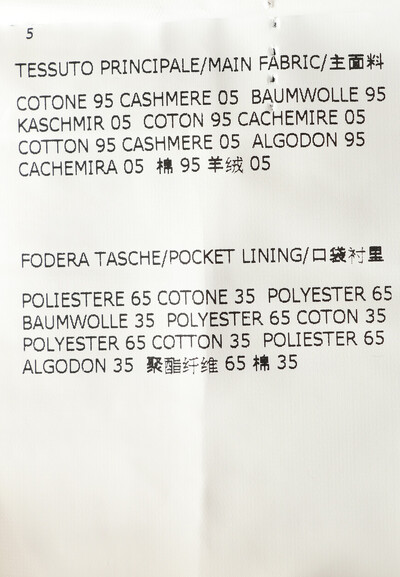 5
TESSUTO PRINCIPALE/MAIN FABRIC/主面料
COTONE 95 CASHMERE 05 BAUMWOLLE 95
KASCHMIR 05 COTON 95 CACHEMIRE 05
COTTON 95 CASHMERE 05 ALGODON 95
CACHEMIRA 05 棉 95 羊绒 05
FODERA TASCHE/POCKET LINING/口袋衬里
POLIESTERE 65 COTONE 35 POLYESTER 65
BAUMWOLLE 35 POLYESTER 65 COTON 35
POLYESTER 65 COTTON 35 POLIESTER 65
ALGODON 35 聚酯纤维 65 棉 35